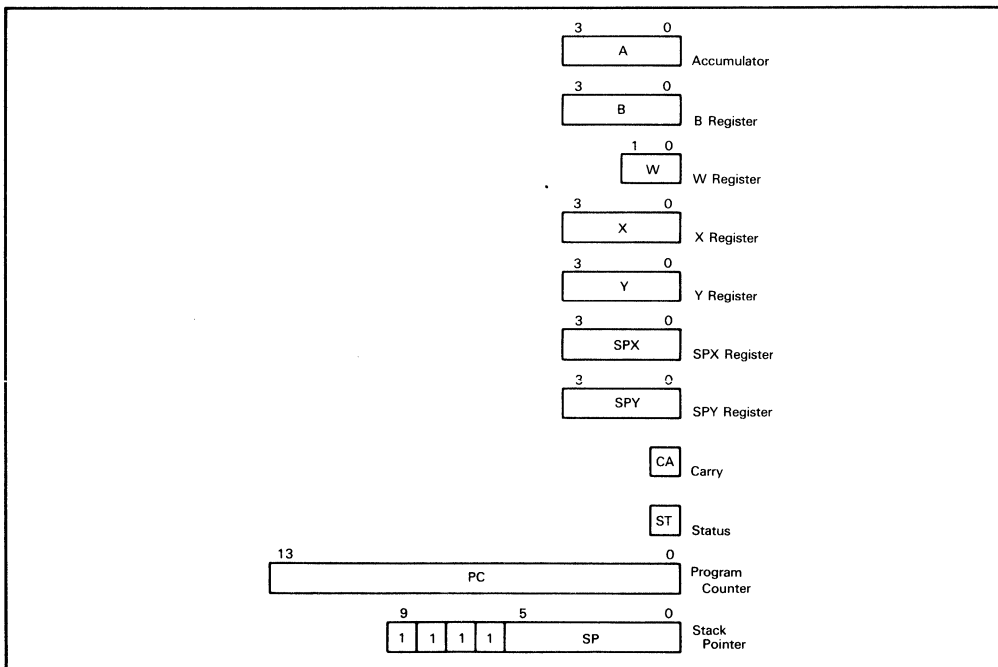 3 0
A
Accumulator
3 0
B
B Register
1 0
W
W Register
3 0
X
X Register
3 0
Y
Y Register
3 0
SPX
SPX Register
3 0
SPY
SPY Register
CA
Carry
ST
Status
13 0
PC
Program
Counter
9 5 0
1 1 1 1 SP
Stack
Pointer